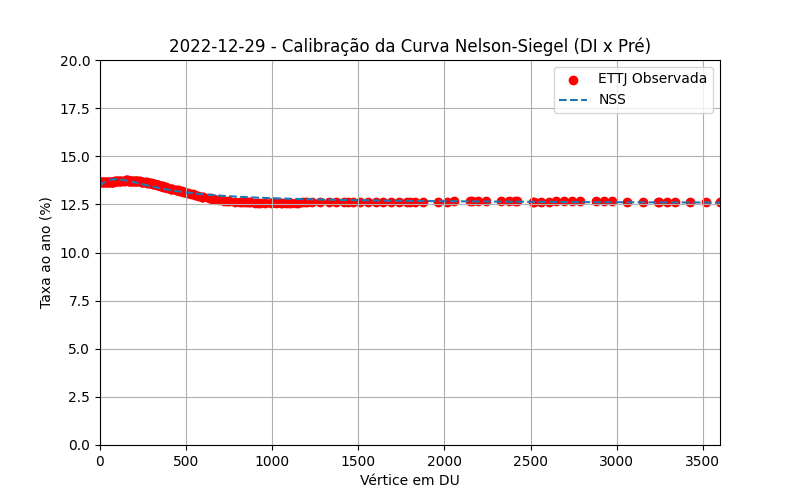 2022-12-29 - Calibração da Curva Nelson-Siegel (DI x Pré)
ETTJ Observada
NSS
Taxa ao ano (%)
20.0
17.5
15.0
12.5
10.0
7.5
5.0
2.5
0.0
0 500 1000 1500 2000 2500 3000 3500
Vértice em DU